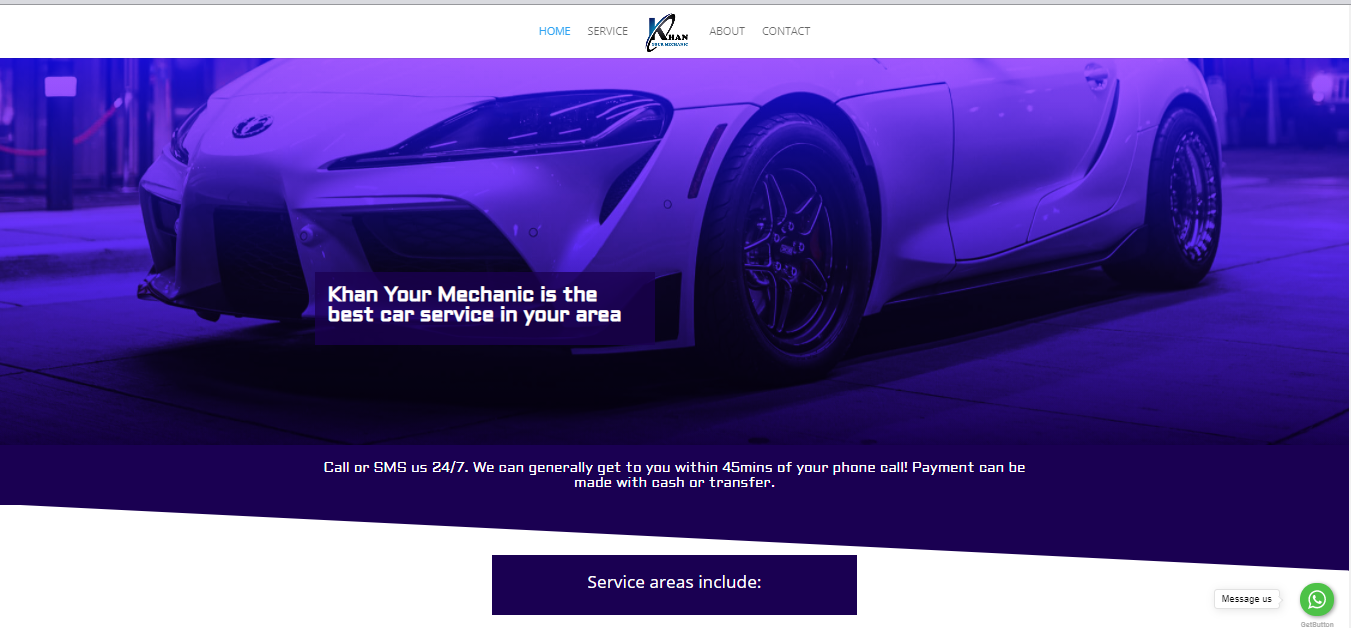 HOME SERVICE KHAN YOUR MECHANIC ABOUT CONTACT
Khan Your Mechanic is the
best car service in your area
Call or SMS us 24/7. We can generally get to you within 45mins of your phone call! Payment can be
made with cash or transfer.
Service areas include:
Message us
GetButton